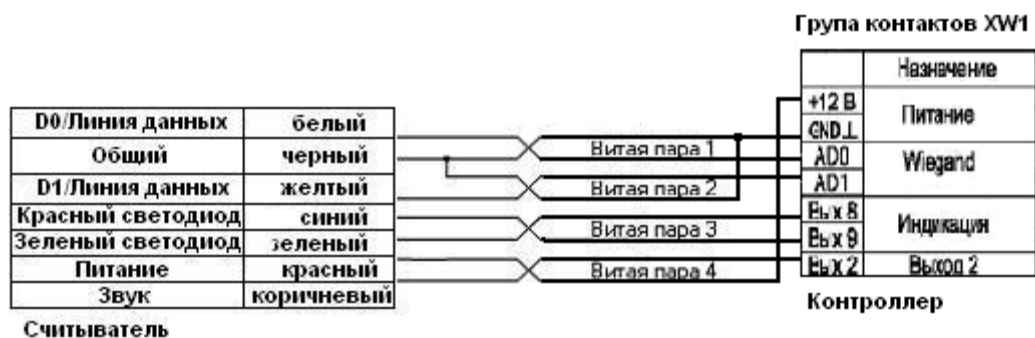 Група контактов XW1
Назначение
+12 В
Питание
GND⊥
AD0
Wiegand
AD1
Вых 8
Индикация
Вых 9
Вых 2
Выход 2
Контроллер
D0/Линия данных
белый
Общий
черный
D1/Линия данных
желтый
Красный светодиод
синий
Зеленый светодиод
зеленый
Питание
красный
Звук
коричневый
Считыватель
Витая пара 1
Витая пара 2
Витая пара 3
Витая пара 4